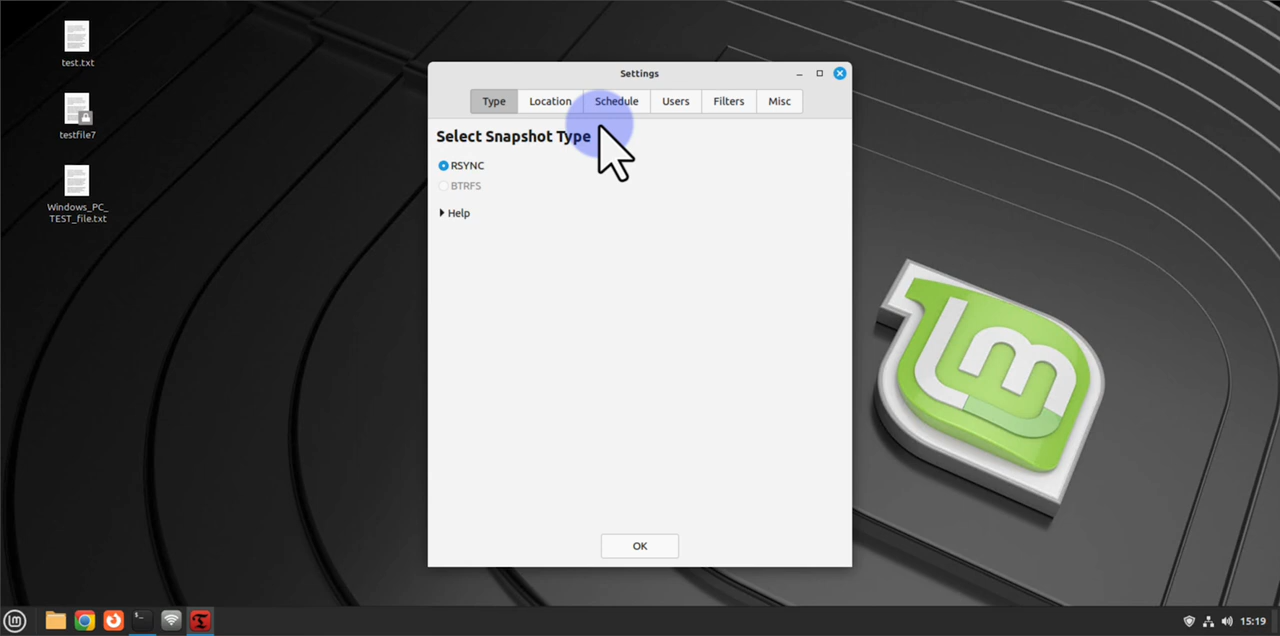 test.txt
testfile7
Windows_PC_
TEST_file.txt
Settings
Type Location Schedule Users Filters Misc
Select Snapshot Type
RSYNC
BTRFS
Help
OK
lm
15:19